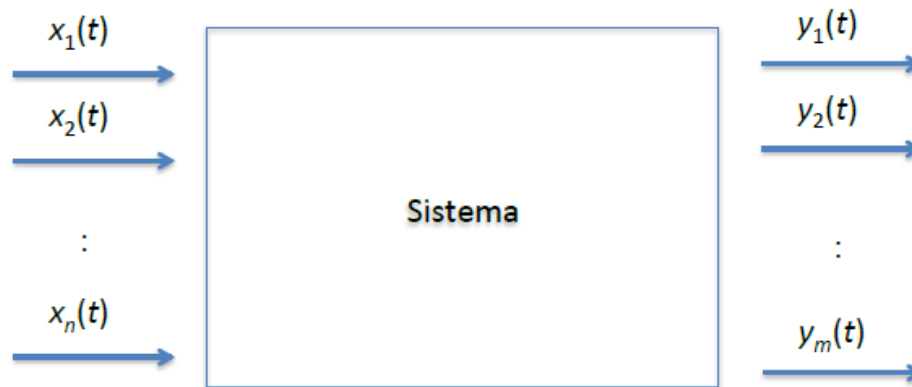 x₁(t)
y₁(t)
x₂(t)
y₂(t)
Sistema
:
:
xₙ(t)
yₘ(t)